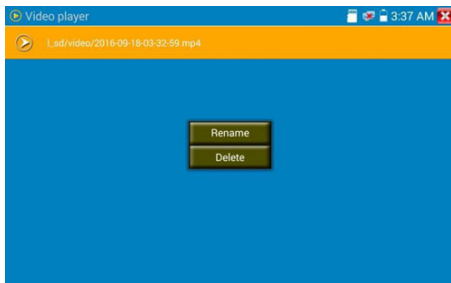 Video player
3:37 AM
l_sd/video/2016-09-18-03-32-59.mp4
Rename
Delete